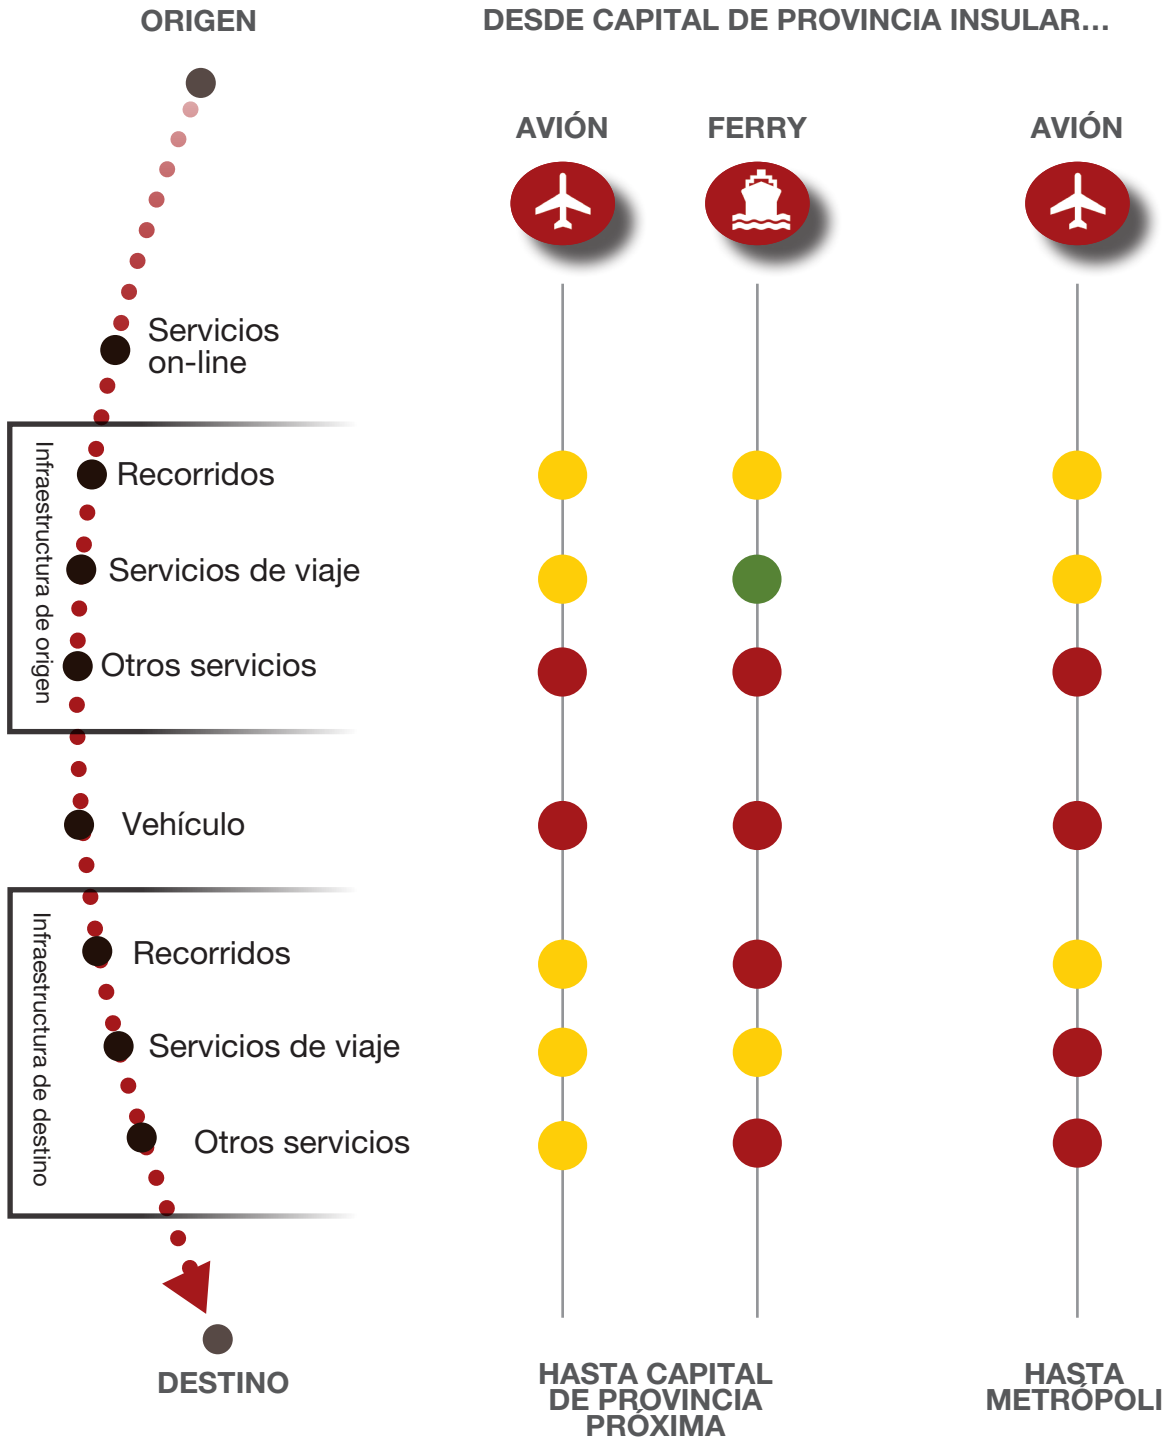 ORIGEN
DESDE CAPITAL DE PROVINCIA INSULAR...
AVIÓN
FERRY
AVIÓN
Servicios
on-line
Infraestructura de origen
Recorridos
Servicios de viaje
Otros servicios
Vehículo
Infraestructura de destino
Recorridos
Servicios de viaje
Otros servicios
DESTINO
HASTA CAPITAL
DE PROVINCIA
PRÓXIMA
HASTA
METRÓPOLI